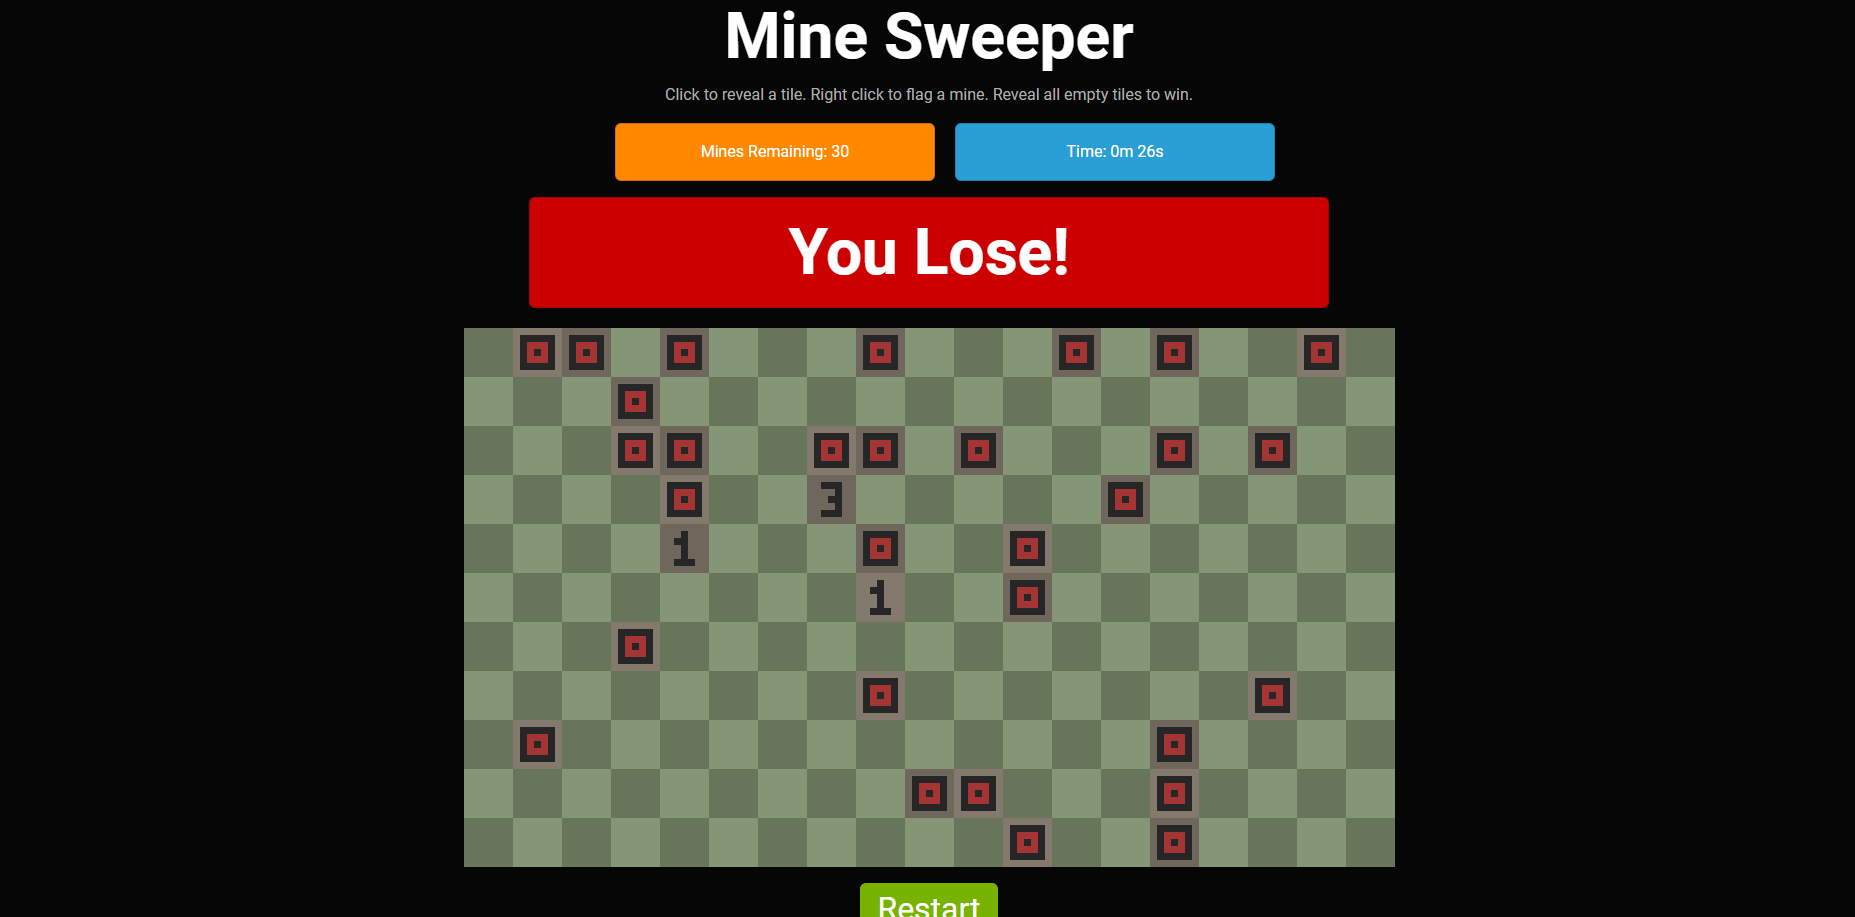 Mine Sweeper
Click to reveal a tile. Right click to flag a mine. Reveal all empty tiles to win.
Mines Remaining: 30
Time: 0m 26s
You Lose!
3
1
1
Restart